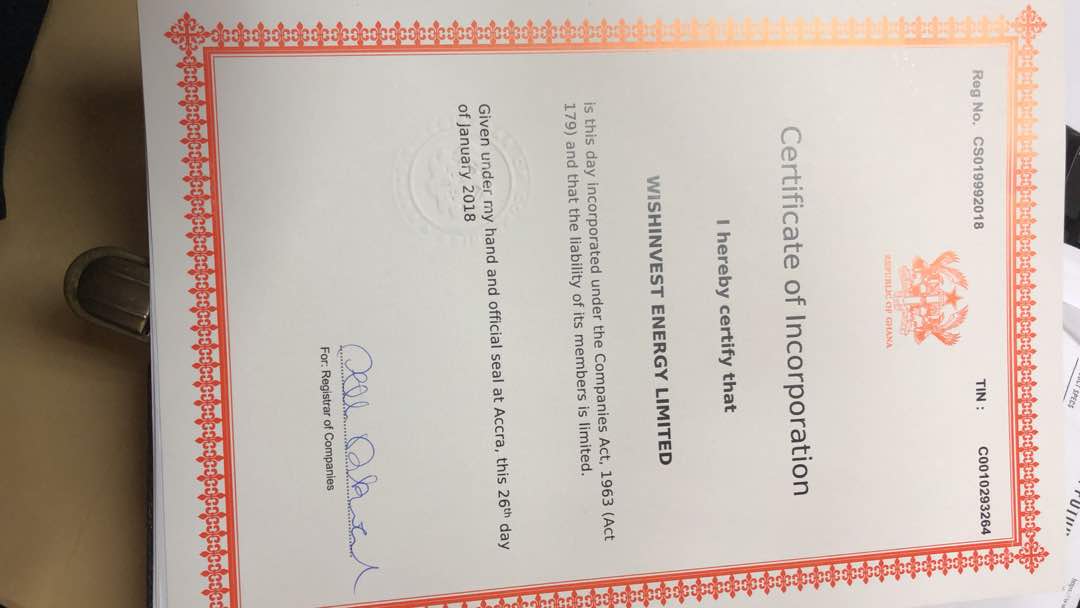 Reg No. CS019992018
TIN : C0010293264
REPUBLIC OF GHANA
Certificate of Incorporation
I hereby certify that
WISHINVEST ENERGY LIMITED
is this day incorporated under the Companies Act, 1963 (Act
179) and that the liability of its members is limited.
Given under my hand and official seal at Accra, this 26th day
of January 2018
For: Registrar of Companies